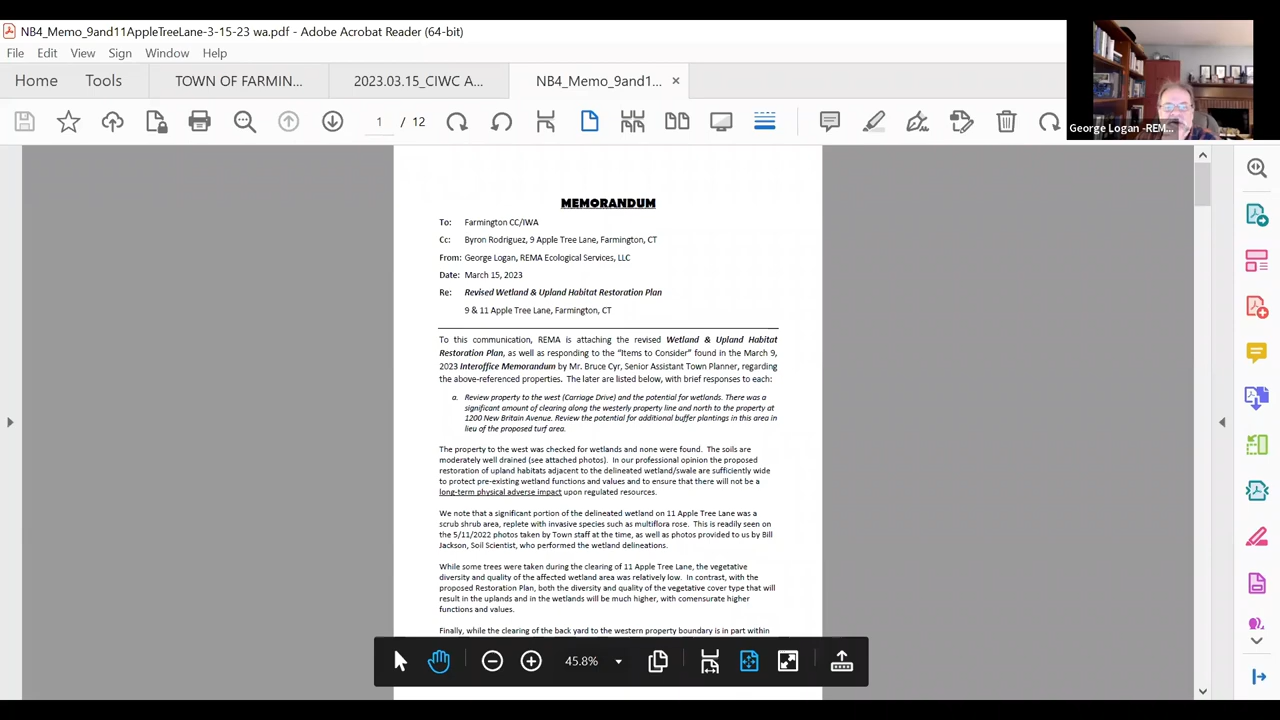 NB4_Memo_9and11AppleTreeLane-3-15-23 wa.pdf - Adobe Acrobat Reader (64-bit)
File Edit View Sign Window Help
Home Tools TOWN OF FARMIN... 2023.03.15_CIWC A... NB4_Memo_9and1... ×
1 / 12
George Logan -REM...
MEMORANDUM
To: Farmington CC/IWA
Cc: Byron Rodriguez, 9 Apple Tree Lane, Farmington, CT
From: George Logan, REMA Ecological Services, LLC
Date: March 15, 2023
Re: Revised Wetland & Upland Habitat Restoration Plan
9 & 11 Apple Tree Lane, Farmington, CT
To this communication, REMA is attaching the revised Wetland & Upland Habitat
Restoration Plan, as well as responding to the “Items to Consider” found in the March 9,
2023 Interoffice Memorandum by Mr. Bruce Cyr, Senior Assistant Town Planner, regarding
the above-referenced properties. The later are listed below, with brief responses to each:
a. Review property to the west (Carriage Drive) and the potential for wetlands. There was a
significant amount of clearing along the westerly property line and north to the property at
1200 New Britain Avenue. Review the potential for additional buffer plantings in this area in
lieu of the proposed turf area.
The property to the west was checked for wetlands and none were found. The soils are
moderately well drained (see attached photos). In our professional opinion the proposed
restoration of upland habitats adjacent to the delineated wetland/swale are sufficiently wide
to protect pre-existing wetland functions and values and to ensure that there will not be a
long-term physical adverse impact upon regulated resources.
We note that a significant portion of the delineated wetland on 11 Apple Tree Lane was a
scrub shrub area, replete with invasive species such as multiflora rose. This is readily seen on
the 5/11/2022 photos taken by Town staff at the time, as well as photos provided to us by Bill
Jackson, Soil Scientist, who performed the wetland delineations.
While some trees were taken during the clearing of 11 Apple Tree Lane, the vegetative
diversity and quality of the affected wetland area was relatively low. In contrast, with the
proposed Restoration Plan, both the diversity and quality of the vegetative cover type that will
result in the uplands and in the wetlands will be much higher, with comensurate higher
functions and values.
Finally, while the clearing of the back yard to the western property boundary is in part within
45.8%